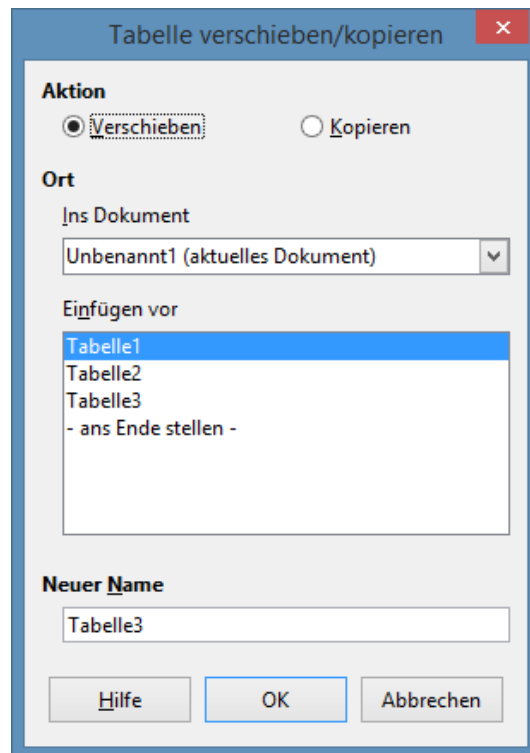 Tabelle verschieben/kopieren
Aktion
Verschieben Kopieren
Ort
Ins Dokument
Unbenannt1 (aktuelles Dokument)
Einfügen vor
Tabelle1
Tabelle2
Tabelle3
- ans Ende stellen -
Neuer Name
Tabelle3
Hilfe OK Abbrechen